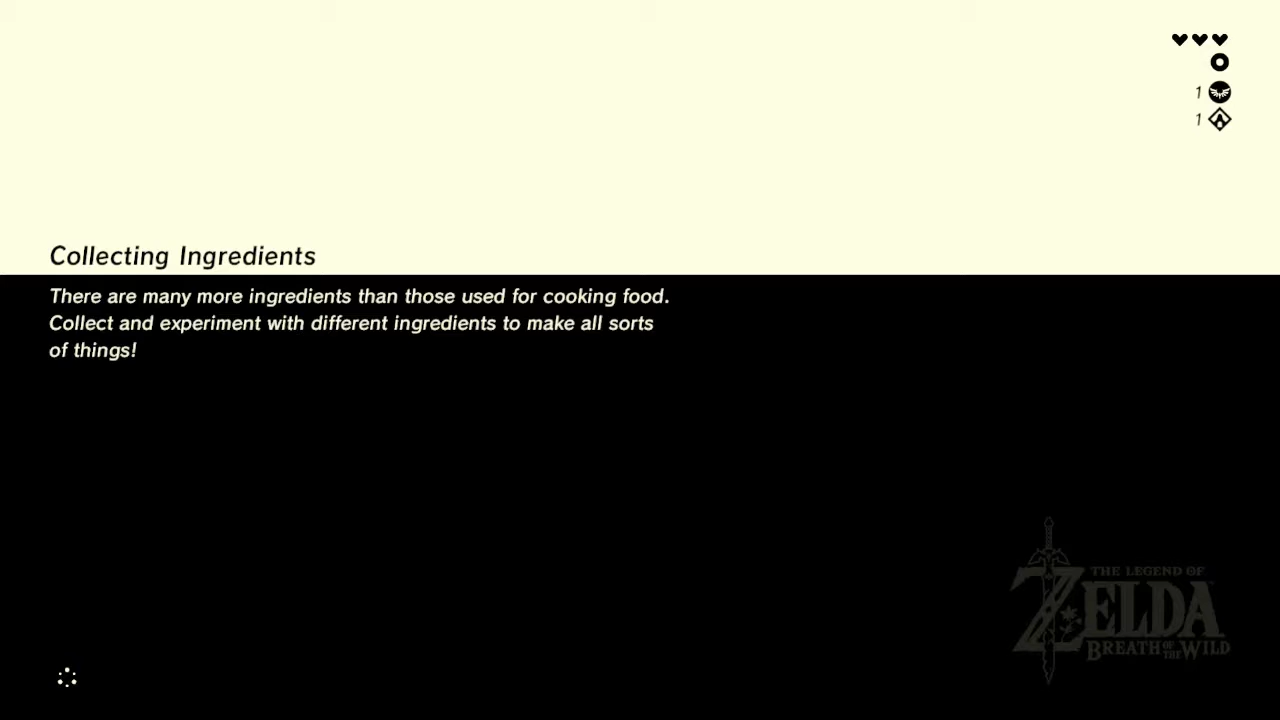 1
1
Collecting Ingredients
There are many more ingredients than those used for cooking food.
Collect and experiment with different ingredients to make all sorts
of things!
THE LEGEND OF
ZELDA
BREATH OF THE WILD